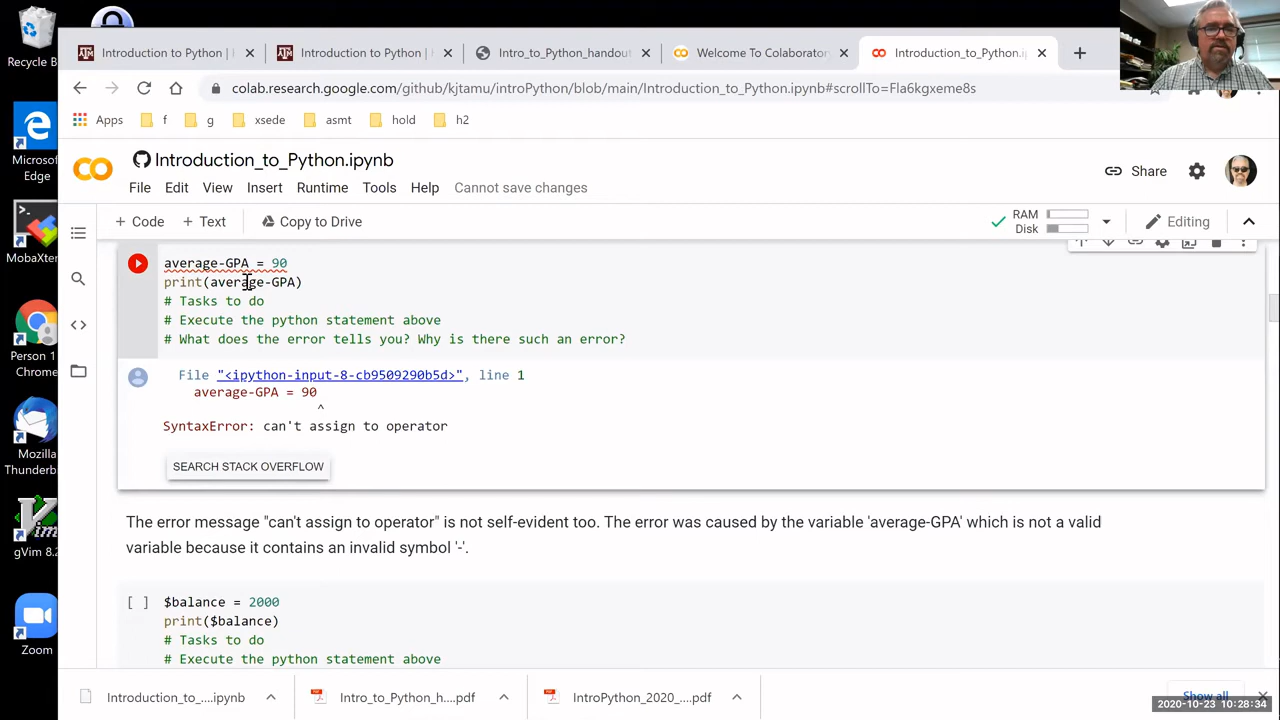 Recycle B
Introduction to Python |
Introduction to Python
Int
on_handout
Welcome To Colaborator
Introduction_to_Python.i
colab.research.google.com/github/jtamu/introPython/blob/main/Introduction_to_Python.ipynb#scrollTo=Fla6kgxeme8s
Apps
f
g
xsede
asmt
hold
h2
Microsof
Edge
Introduction_to_Python.ipynb
Share
File
Edit
View
Insert
Runtime
Tools
Help
Cannot save changes
+ Code
+ Text
Copy to Drive
RAM
Disk
Editing
MobaXter
average-GPA = 90
print(average-GPA)
# Tasks to do
# Execute the python statement above
# What does the error tells you? Why is there such an error?
Person 1
Chrome
File "<ipython-input-8-cb9509290b5d>", line 1
average-GPA = 90
^
SyntaxError: can't assign to operator
SEARCH STACK OVERFLOW
Mozilla
Thunderb
The error message "can't assign to operator" is not self-evident too. The error was caused by the variable 'average-GPA' which is not a valid
variable because it contains an invalid symbol '-'.
gVim 8.2
[ ] $balance = 2000
print($balance)
# Tasks to do
# Execute the python statement above
Zoom
Introduction_to_....ipynb
Intro_to_Python_h....pdf
IntroPython_2020_....pdf
Show all
2020-10-23 10:28:34